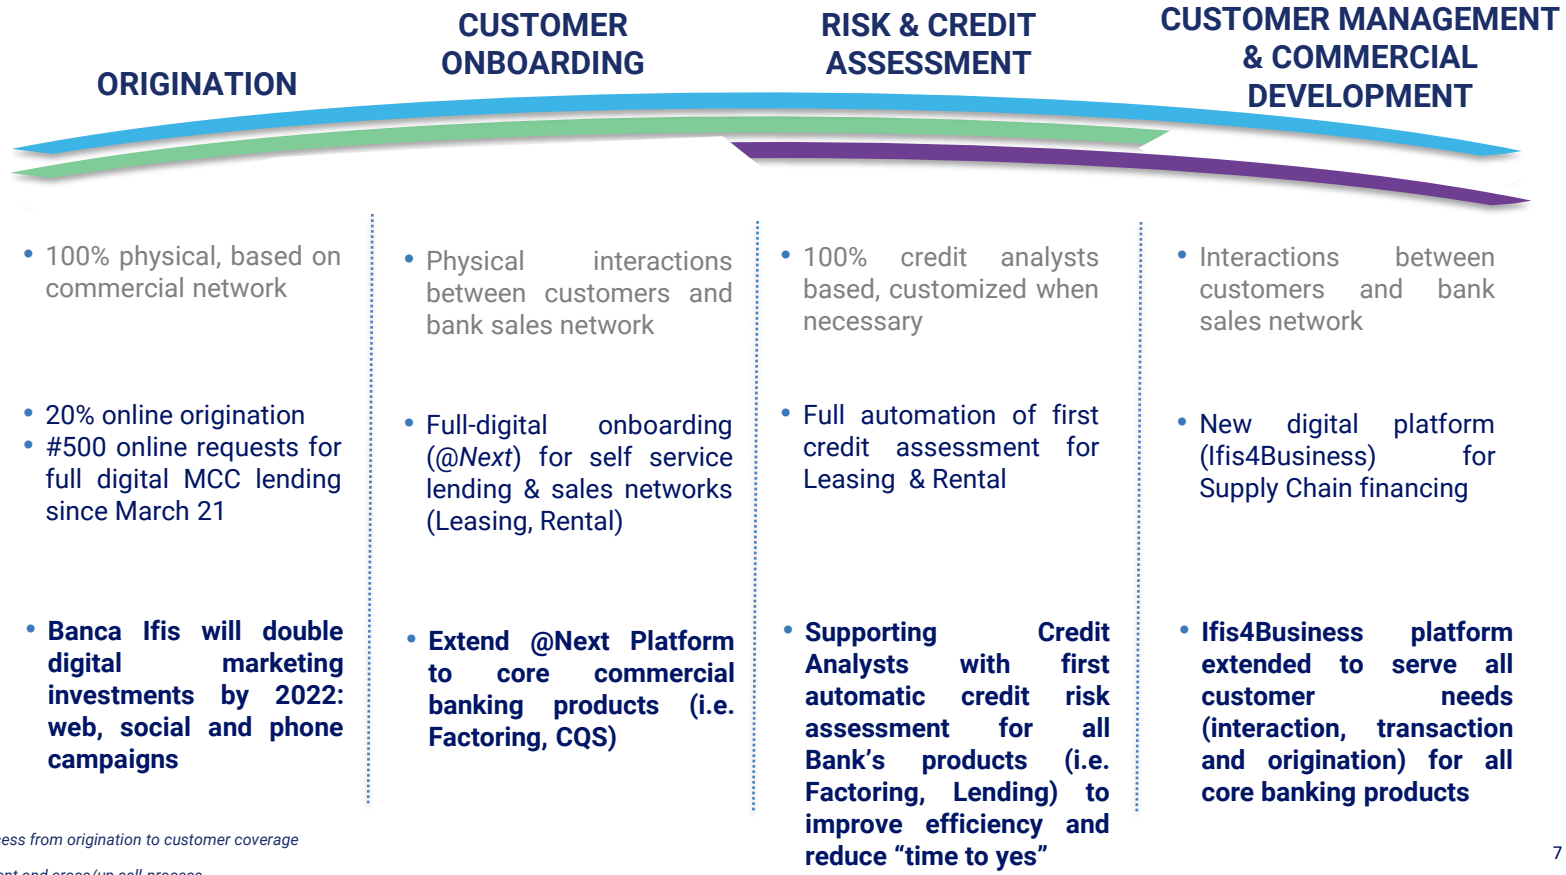 ORIGINATION
CUSTOMER
ONBOARDING
RISK & CREDIT
ASSESSMENT
CUSTOMER MANAGEMENT
& COMMERCIAL
DEVELOPMENT
• 100% physical, based on
commercial network
• 20% online origination
• #500 online requests for
full digital MCC lending
since March 21
• Banca Ifis will double
digital marketing
investments by 2022:
web, social and phone
campaigns
• Physical interactions
between customers and
bank sales network
• Full-digital onboarding
(@Next) for self service
lending & sales networks
(Leasing, Rental)
• Extend @Next Platform
to core commercial
banking products (i.e.
Factoring, CQS)
• 100% credit analysts
based, customized when
necessary
• Full automation of first
credit assessment for
Leasing & Rental
• Supporting Credit
Analysts with first
automatic credit risk
assessment for all
Bank’s products (i.e.
Factoring, Lending) to
improve efficiency and
reduce “time to yes”
• Interactions between
customers and bank
sales network
• New digital platform
(Ifis4Business) for
Supply Chain financing
• Ifis4Business platform
extended to serve all
customer needs
(interaction, transaction
and origination) for all
core banking products
from origination to customer coverage
7